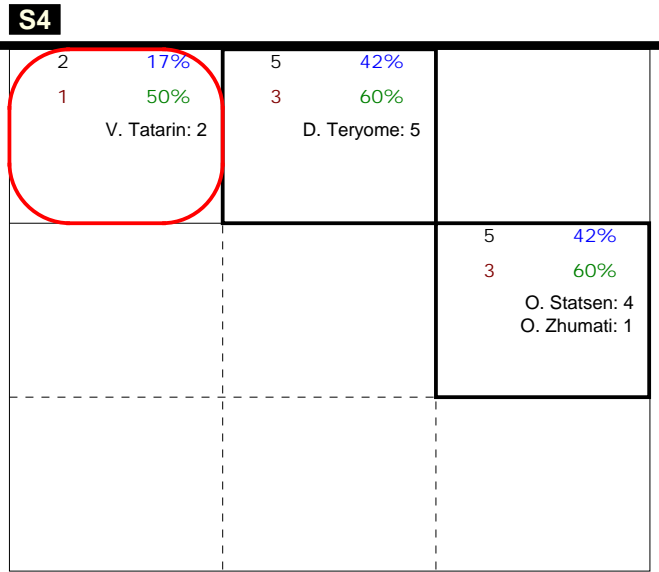 S4
2 17% 5 42%
1 50% 3 60%
V. Tatarin: 2 D. Teryome: 5
5 42%
3 60%
O. Statsen: 4
O. Zhumati: 1